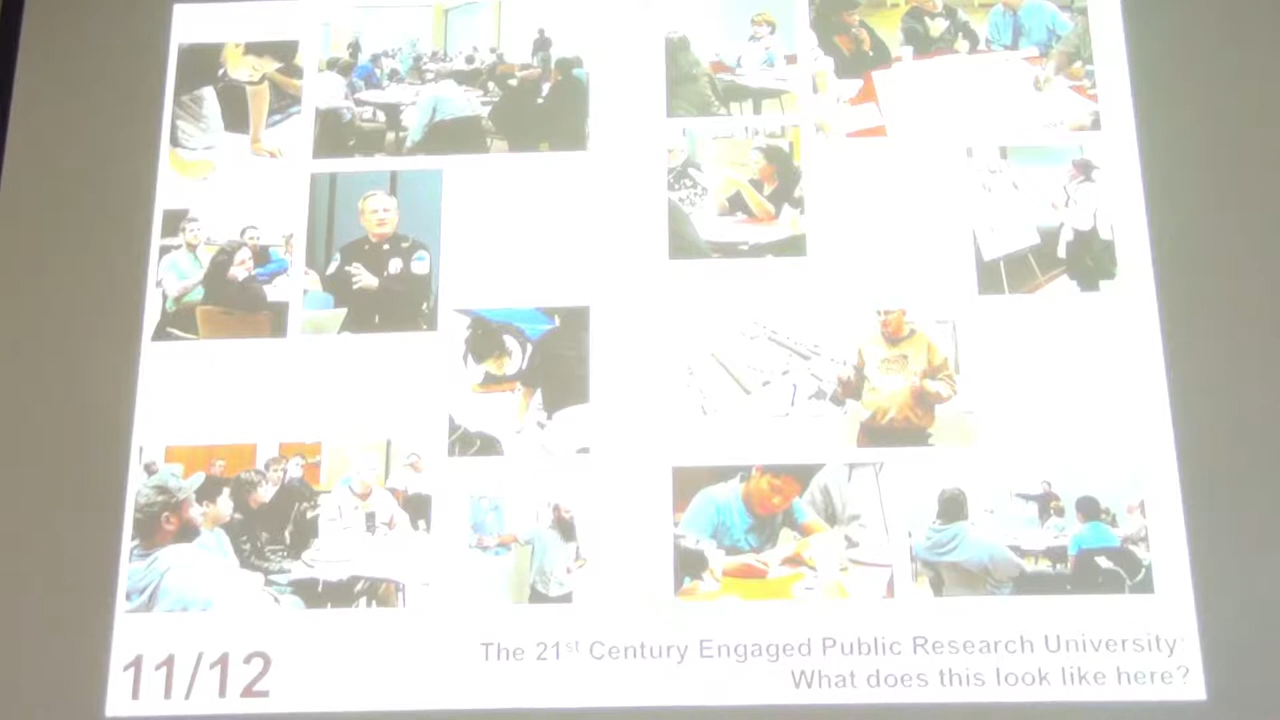 11/12
The 21st Century Engaged Public Research University:
What does this look like here?